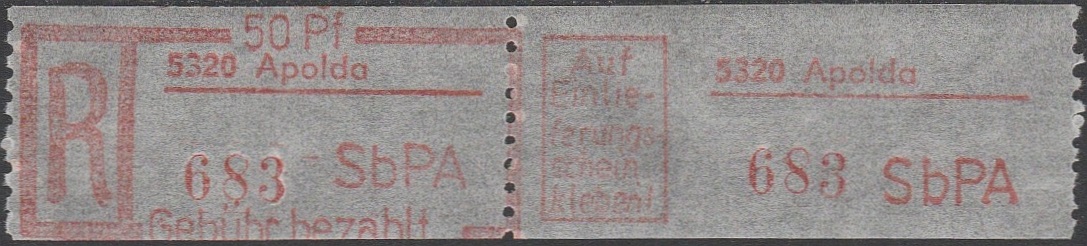 50 Pf
R
5320 Apolda
683 - SbPA
Gebühr bezahlt
Auf
Einlie-
ferungs-
schein
kleben!
5320 Apolda
683 SbPA